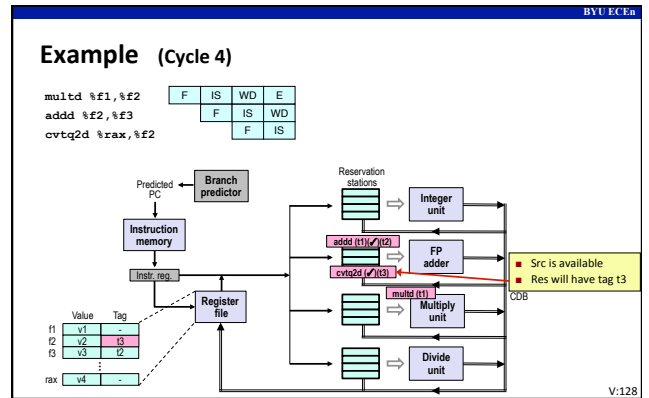 BYU ECEn
Example (Cycle 4)
multd %f1,%f2 F IS WD E
addd %f2,%f3 F IS WD
cvtq2d %rax,%f2 F IS
Predicted PC
Branch predictor
Instruction memory
Instr. reg.
Register file
Value Tag
f1 v1 -
f2 v2 t3
f3 v3 t2
⋮
rax v4 -
Reservation stations
Integer unit
addd (t1)(✓)(t2)
FP adder
cvtq2d (✓)(t3)
multd (t1)
Multiply unit
Divide unit
CDB
■ Src is available
■ Res will have tag t3
V:128